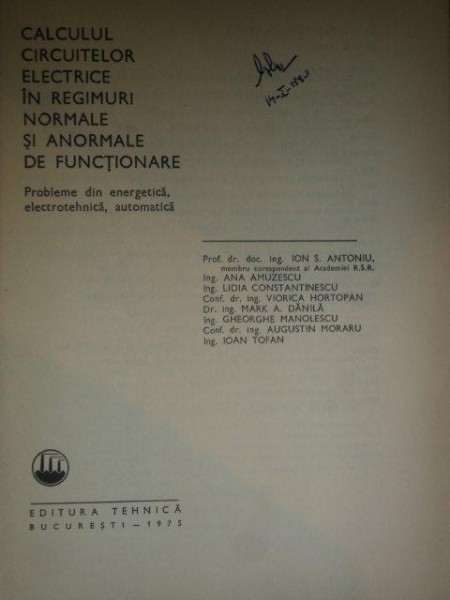 CALCULUL
CIRCUITELOR
ELECTRICE
ÎN REGIMURI
NORMALE
ȘI ANORMALE
DE FUNCȚIONARE
Probleme din energetică,
electrotehnică, automatică
Prof. dr. doc. ing. ION S. ANTONIU,
membru corespondent al Academiei R.S.R.
Ing. ANA AMUZESCU
Ing. LIDIA CONSTANTINESCU
Conf. dr. ing. VIORICA HORTOPAN
Dr. ing. MARK A. DĂNILĂ
Ing. GHEORGHE MANOLESCU
Conf. dr. ing. AUGUSTIN MORARU
Ing. IOAN TOFAN
EDITURA TEHNICĂ
BUCUREȘTI — 1975